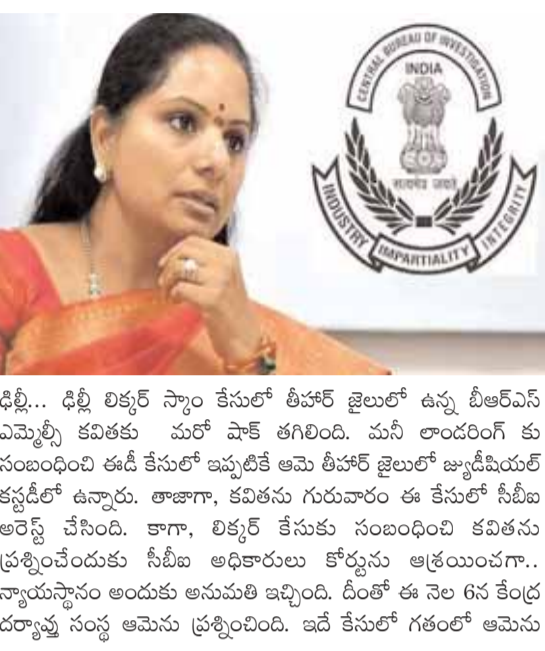 CENTRAL BUREAU OF INVESTIGATION
INDIA
सत्यमेव जयते
INDUSTRY IMPARTIALITY INTEGRITY
ఢిల్లీ... ఢిల్లీ లిక్కర్ స్కాం కేసులో తీహార్ జైలులో ఉన్న బీఆర్ఎస్
ఎమ్మెల్సీ కవితకు మరో షాక్ తగిలింది. మనీ లాండరింగ్ కు
సంబంధించి ఈడీ కేసులో ఇప్పటికే ఆమె తీహార్ జైలులో జ్యుడీషియల్
కస్టడీలో ఉన్నారు. తాజాగా, కవితను గురువారం ఈ కేసులో సీబీఐ
అరెస్ట్ చేసింది. కాగా, లిక్కర్ కేసుకు సంబంధించి కవితను
ప్రశ్నించేందుకు సీబీఐ అధికారులు కోర్టును ఆశ్రయించగా..
న్యాయస్థానం అందుకు అనుమతి ఇచ్చింది. దీంతో ఈ నెల 6న కేంద్ర
దర్యావ్తు సంస్థ ఆమెను ప్రశ్నించింది. ఇదే కేసులో గతంలో ఆమెను